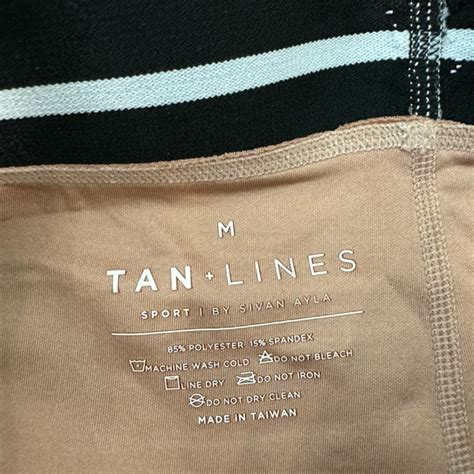 M
TAN + LINES
SPORT | BY SIVAN AYLA
85% POLYESTER 15% SPANDEX
MACHINE WASH COLD DO NOT BLEACH
LINE DRY DO NOT IRON
DO NOT DRY CLEAN
MADE IN TAIWAN